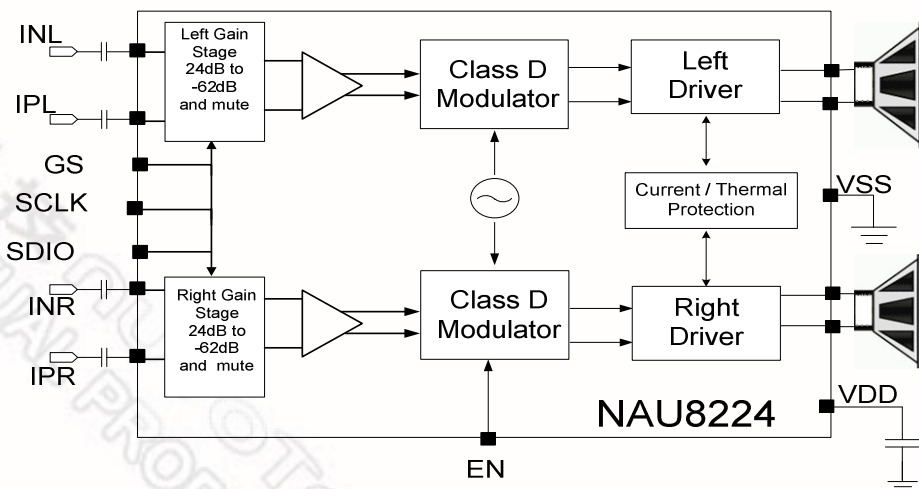 INL
IPL
GS
SCLK
SDIO
INR
IPR
Left Gain
Stage
24dB to
-62dB
and mute
Right Gain
Stage
24dB to
-62dB
and mute
Class D
Modulator
Class D
Modulator
Left
Driver
Current / Thermal
Protection
Right
Driver
VSS
VDD
NAU8224
EN